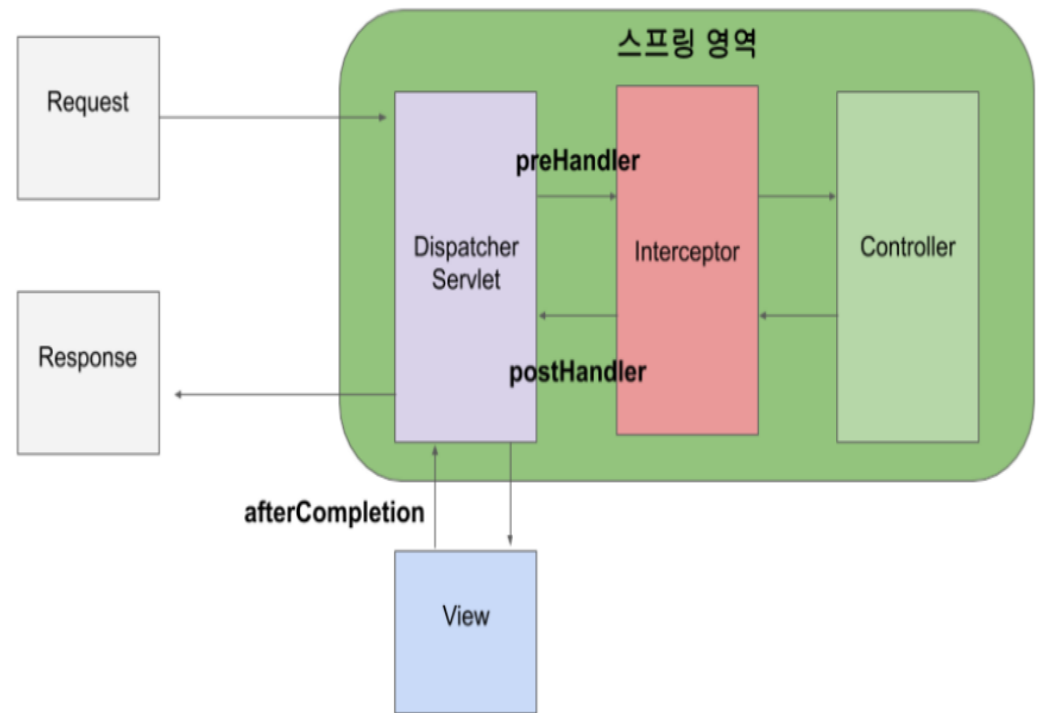 스프링 영역
Request
preHandler
Dispatcher
Servlet
Interceptor
Controller
Response
postHandler
afterCompletion
View